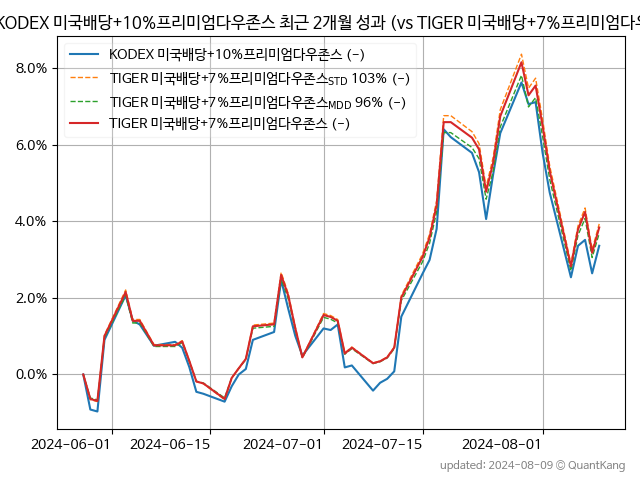 KODEX 미국배당+10%프리미엄다우존스 최근 2개월 성과 (vs TIGER 미국배당+7%프리미엄다우
KODEX 미국배당+10%프리미엄다우존스 (-)
TIGER 미국배당+7%프리미엄다우존스STD 103% (-)
TIGER 미국배당+7%프리미엄다우존스MDD 96% (-)
TIGER 미국배당+7%프리미엄다우존스 (-)
8.0%
6.0%
4.0%
2.0%
0.0%
2024-06-01 2024-06-15 2024-07-01 2024-07-15 2024-08-01
updated: 2024-08-09 © QuantKang